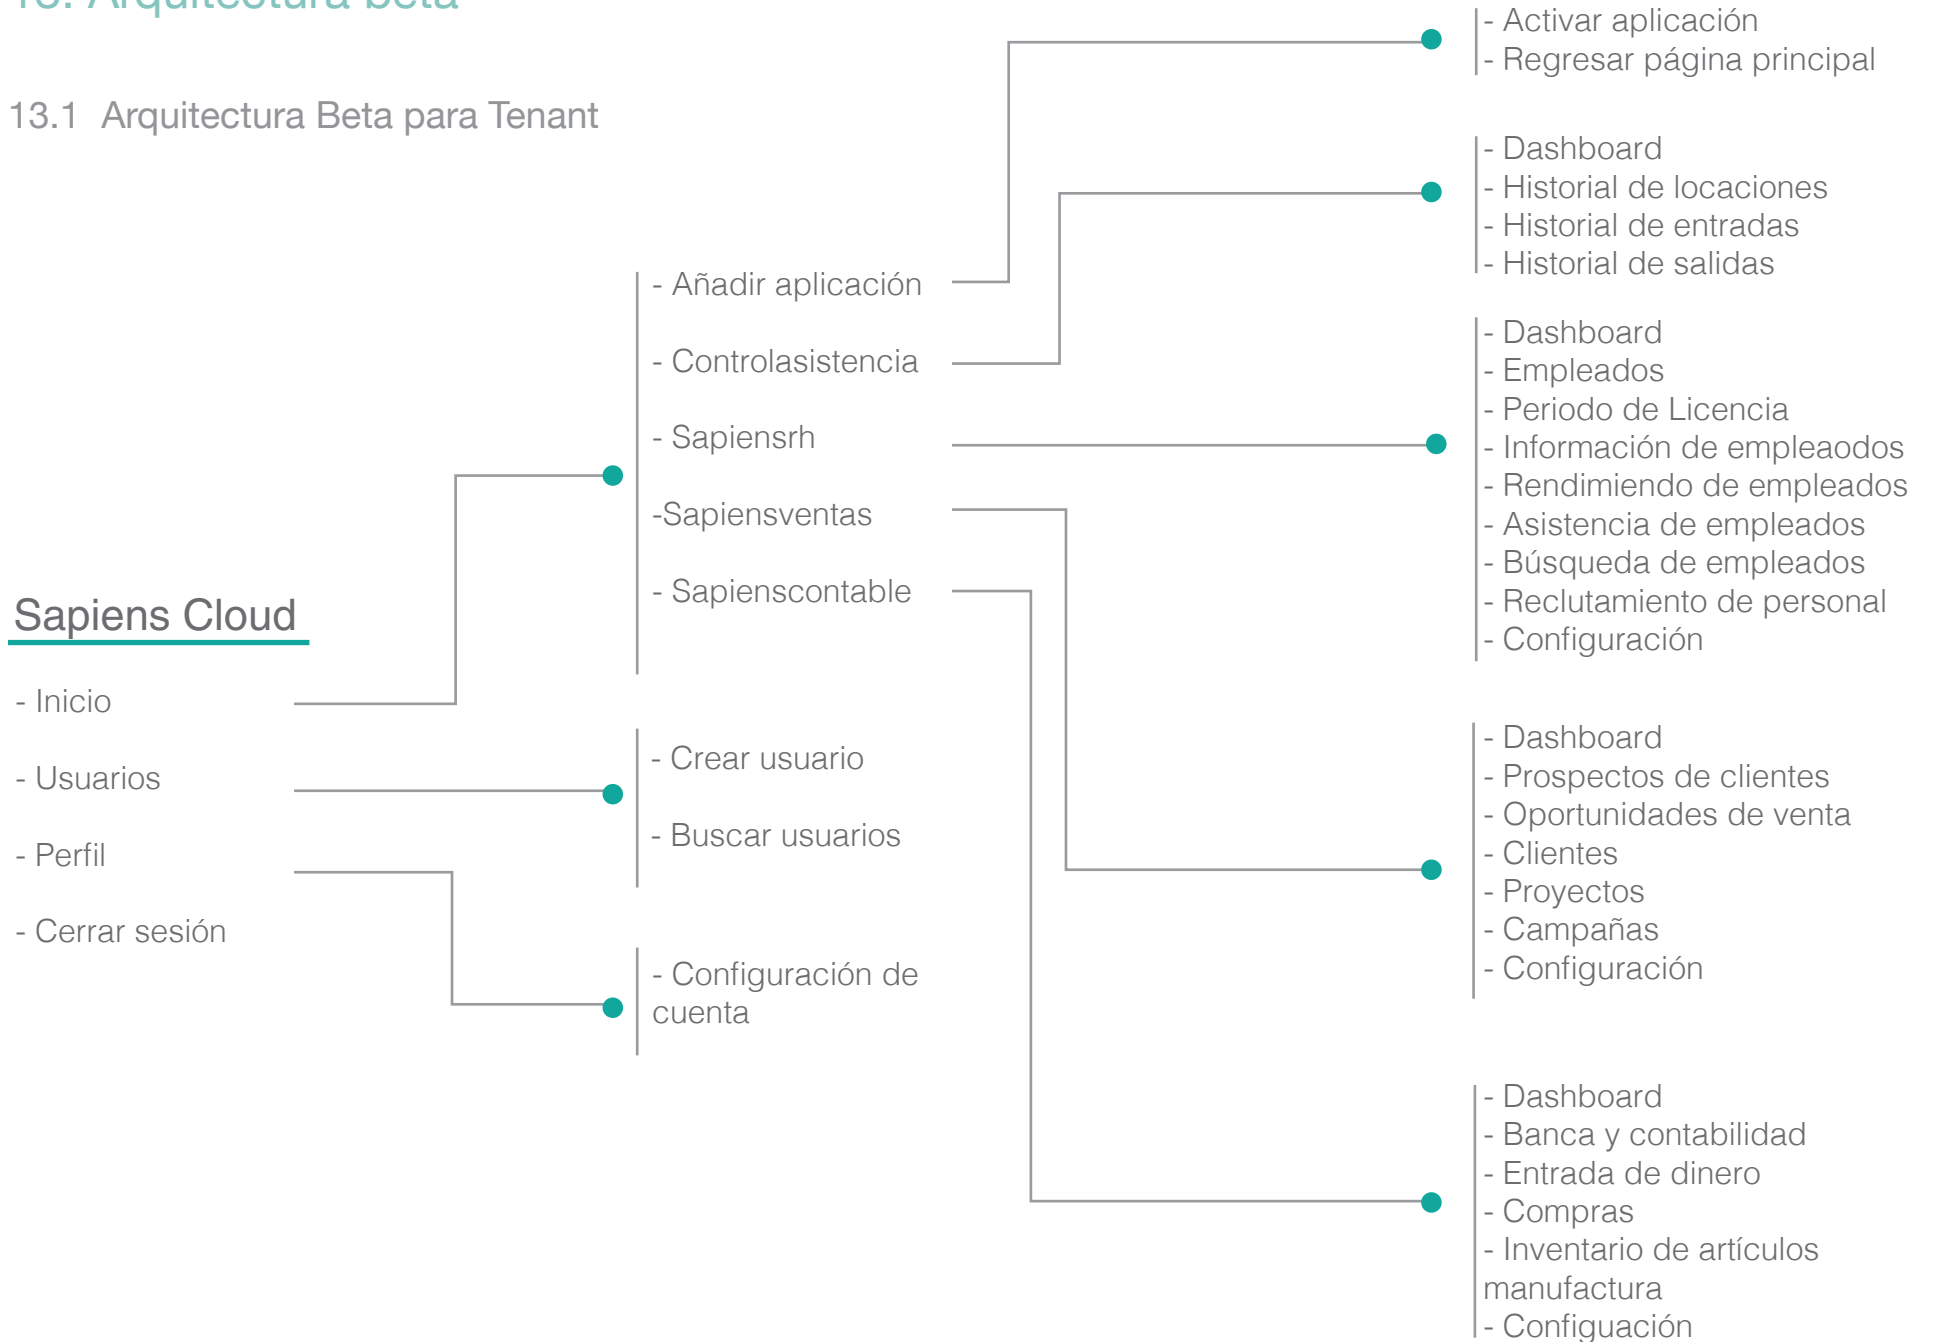 13. Arquitectura beta
13.1 Arquitectura Beta para Tenant
Sapiens Cloud
- Inicio
- Usuarios
- Perfil
- Cerrar sesión
- Añadir aplicación
- Controlasistencia
- Sapiensrh
-Sapiensventas
- Sapienscontable
- Crear usuario
- Buscar usuarios
- Configuración de
cuenta
- Activar aplicación
- Regresar página principal
- Dashboard
- Historial de locaciones
- Historial de entradas
- Historial de salidas
- Dashboard
- Empleados
- Periodo de Licencia
- Información de empleaodos
- Rendimiendo de empleados
- Asistencia de empleados
- Búsqueda de empleados
- Reclutamiento de personal
- Configuración
- Dashboard
- Prospectos de clientes
- Oportunidades de venta
- Clientes
- Proyectos
- Campañas
- Configuración
- Dashboard
- Banca y contabilidad
- Entrada de dinero
- Compras
- Inventario de artículos
manufactura
- Configuación